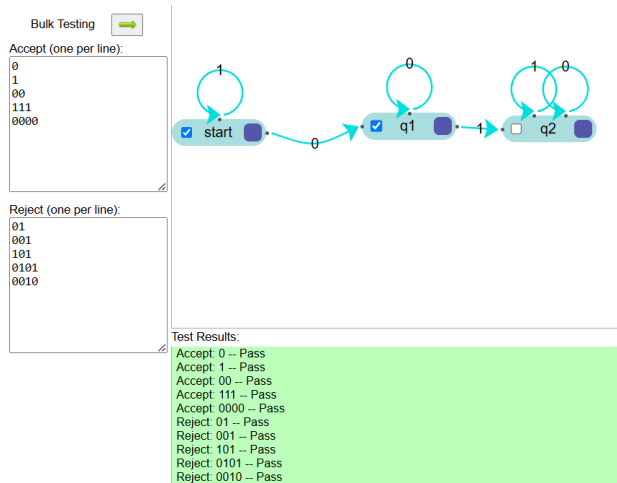 Bulk Testing
Accept (one per line):
0
1
00
111
0000
Reject (one per line):
01
001
101
0101
0010
1
start
0
0
q1
1
1
0
q2
Test Results:
Accept: 0 -- Pass
Accept: 1 -- Pass
Accept: 00 -- Pass
Accept: 111 -- Pass
Accept: 0000 -- Pass
Reject: 01 -- Pass
Reject: 001 -- Pass
Reject: 101 -- Pass
Reject: 0101 -- Pass
Reject: 0010 -- Pass